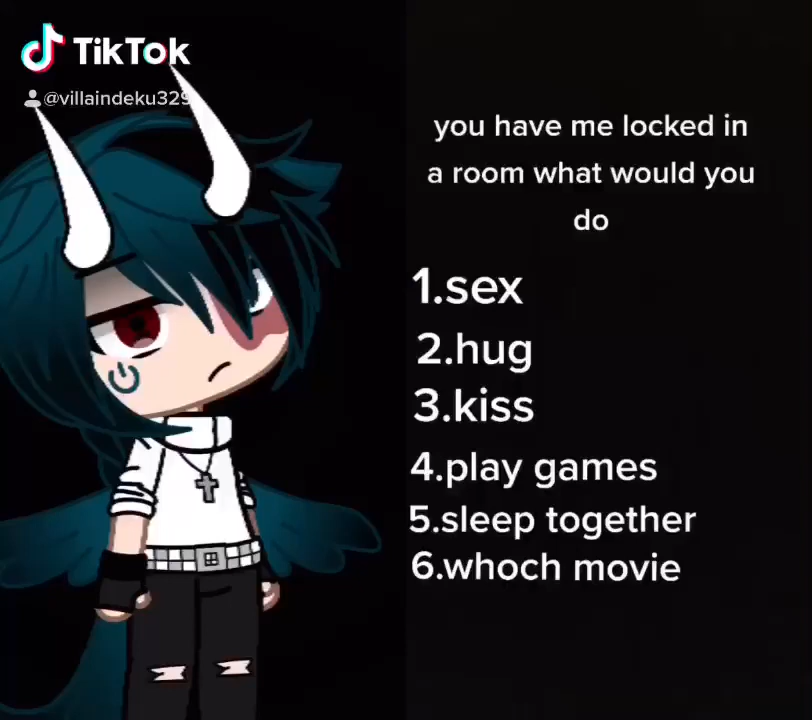 TikTok
@villaindeku329
you have me locked in
a room what would you
do
1.sex
2.hug
3.kiss
4.play games
5.sleep together
6.whoch movie